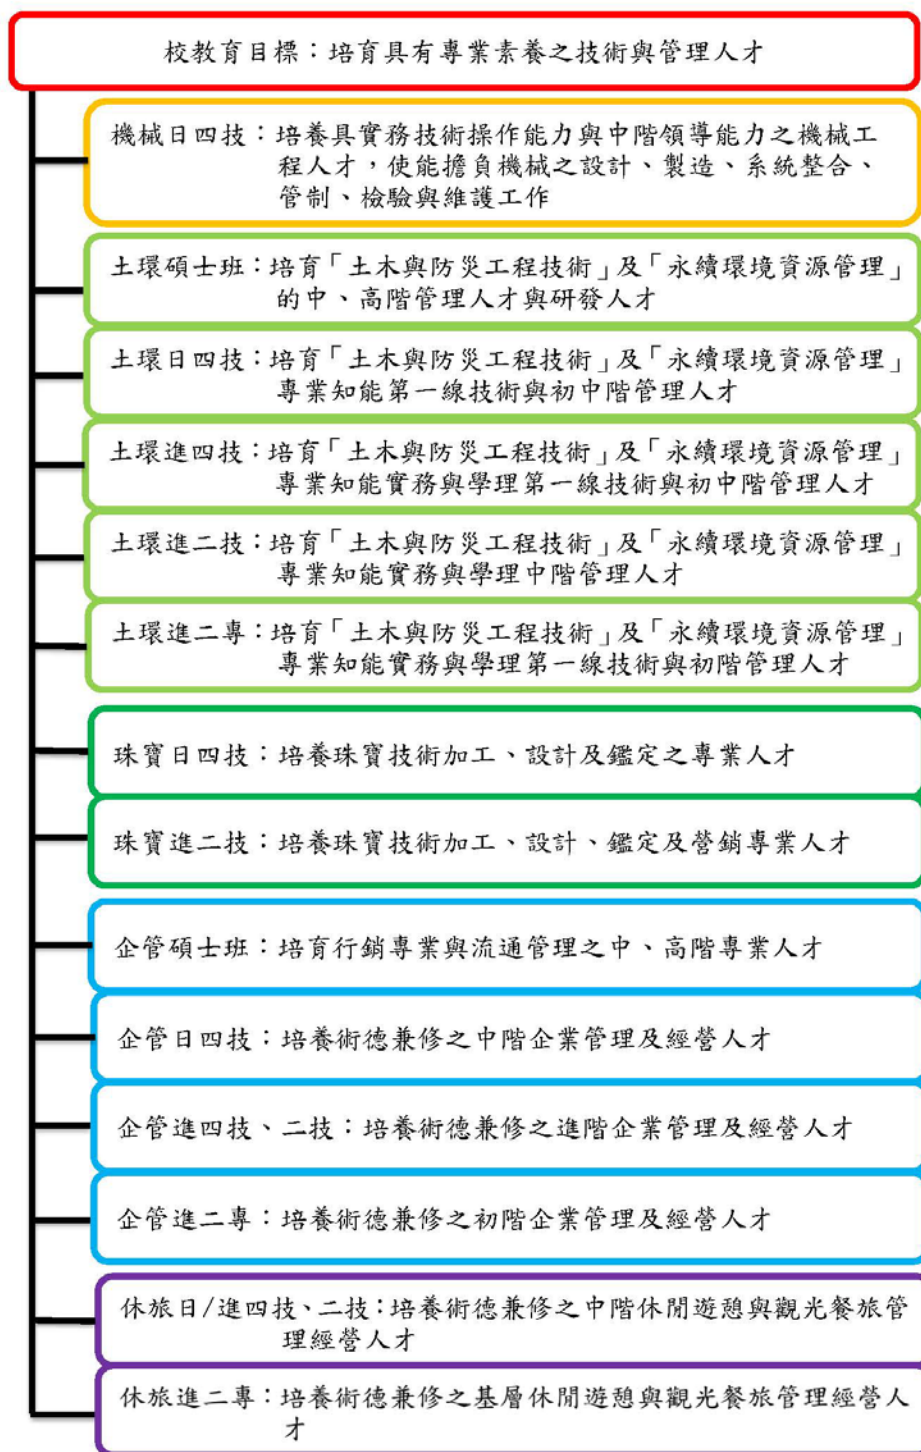 校教育目標：培育具有專業素養之技術與管理人才
機械日四技：培養具實務技術操作能力與中階領導能力之機械工
程人才，使能擔負機械之設計、製造、系統整合、
管制、檢驗與維護工作
土環碩士班：培育「土木與防災工程技術」及「永續環境資源管理」
的中、高階管理人才與研發人才
土環日四技：培育「土木與防災工程技術」及「永續環境資源管理」
專業知能第一線技術與初中階管理人才
土環進四技：培育「土木與防災工程技術」及「永續環境資源管理」
專業知能實務與學理第一線技術與初中階管理人才
土環進二技：培育「土木與防災工程技術」及「永續環境資源管理」
專業知能實務與學理中階管理人才
土環進二專：培育「土木與防災工程技術」及「永續環境資源管理」
專業知能實務與學理第一線技術與初階管理人才
珠寶日四技：培養珠寶技術加工、設計及鑑定之專業人才
珠寶進二技：培養珠寶技術加工、設計、鑑定及營銷專業人才
企管碩士班：培育行銷專業與流通管理之中、高階專業人才
企管日四技：培養術德兼修之中階企業管理及經營人才
企管進四技、二技：培養術德兼修之進階企業管理及經營人才
企管進二專：培養術德兼修之初階企業管理及經營人才
休旅日/進四技、二技：培養術德兼修之中階休閒遊憩與觀光餐旅管
理經營人才
休旅進二專：培養術德兼修之基層休閒遊憩與觀光餐旅管理經營人
才